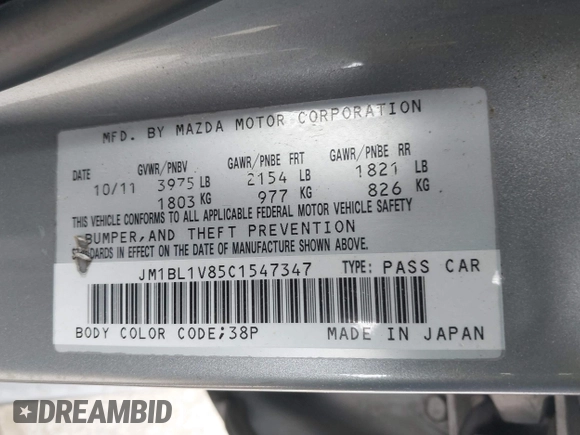 MFD. BY MAZDA MOTOR CORPORATION
DATE GVWR/PNBV GAWR/PNBE FRT GAWR/PNBE RR
10/11 3975 LB 2154 LB 1821 LB
1803 KG 977 KG 826 KG
THIS VEHICLE CONFORMS TO ALL APPLICABLE FEDERAL MOTOR VEHICLE SAFETY
BUMPER, AND THEFT PREVENTION
STANDARDS IN EFFECT ON THE DATE OF MANUFACTURE SHOWN ABOVE.
JM1BL1V85C1547347 TYPE: PASS CAR
BODY COLOR CODE;38P MADE IN JAPAN
DREAMBID